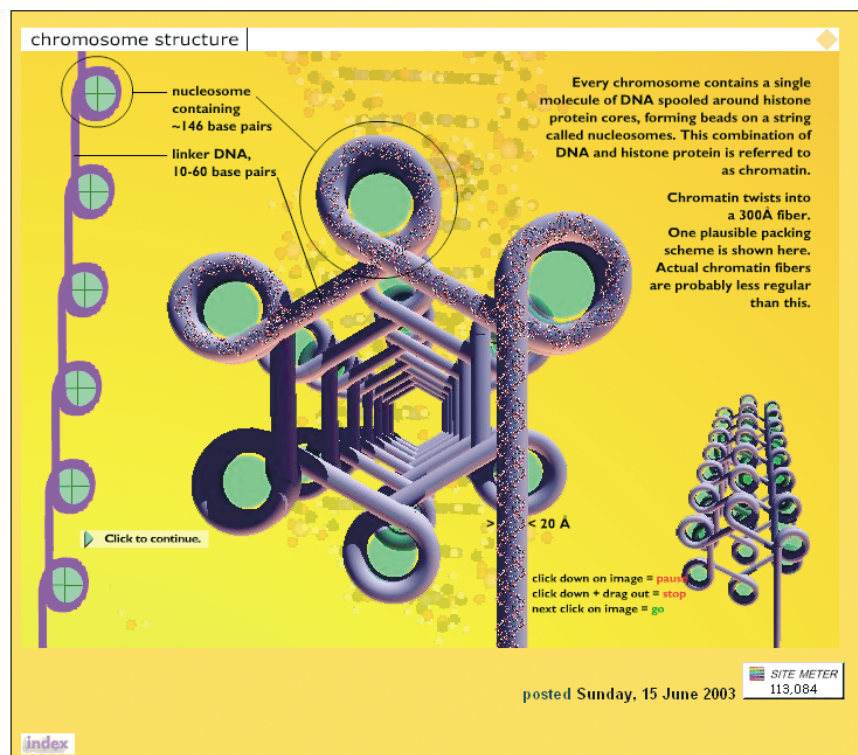 chromosome structure
nucleosome
containing
~146 base pairs
linker DNA,
10-60 base pairs
Every chromosome contains a single
molecule of DNA spooled around histone
protein cores, forming beads on a string
called nucleosomes. This combination of
DNA and histone protein is referred to
as chromatin.
Chromatin twists into
a 300Å fiber.
One plausible packing
scheme is shown here.
Actual chromatin fibers
are probably less regular
than this.
> < 20 Å
Click to continue.
click down on image = pause
click down + drag out = stop
next click on image = go
posted Sunday, 15 June 2003
SITE METER
113,084
index